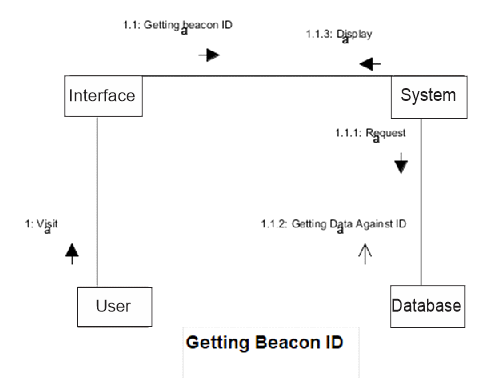 1.1: Getting beacon ID
a
1.1.3: Display
a
Interface
System
1.1.1: Request
a
1: Visit
a
1.1.2: Getting Data Against ID
a
User
Database
Getting Beacon ID